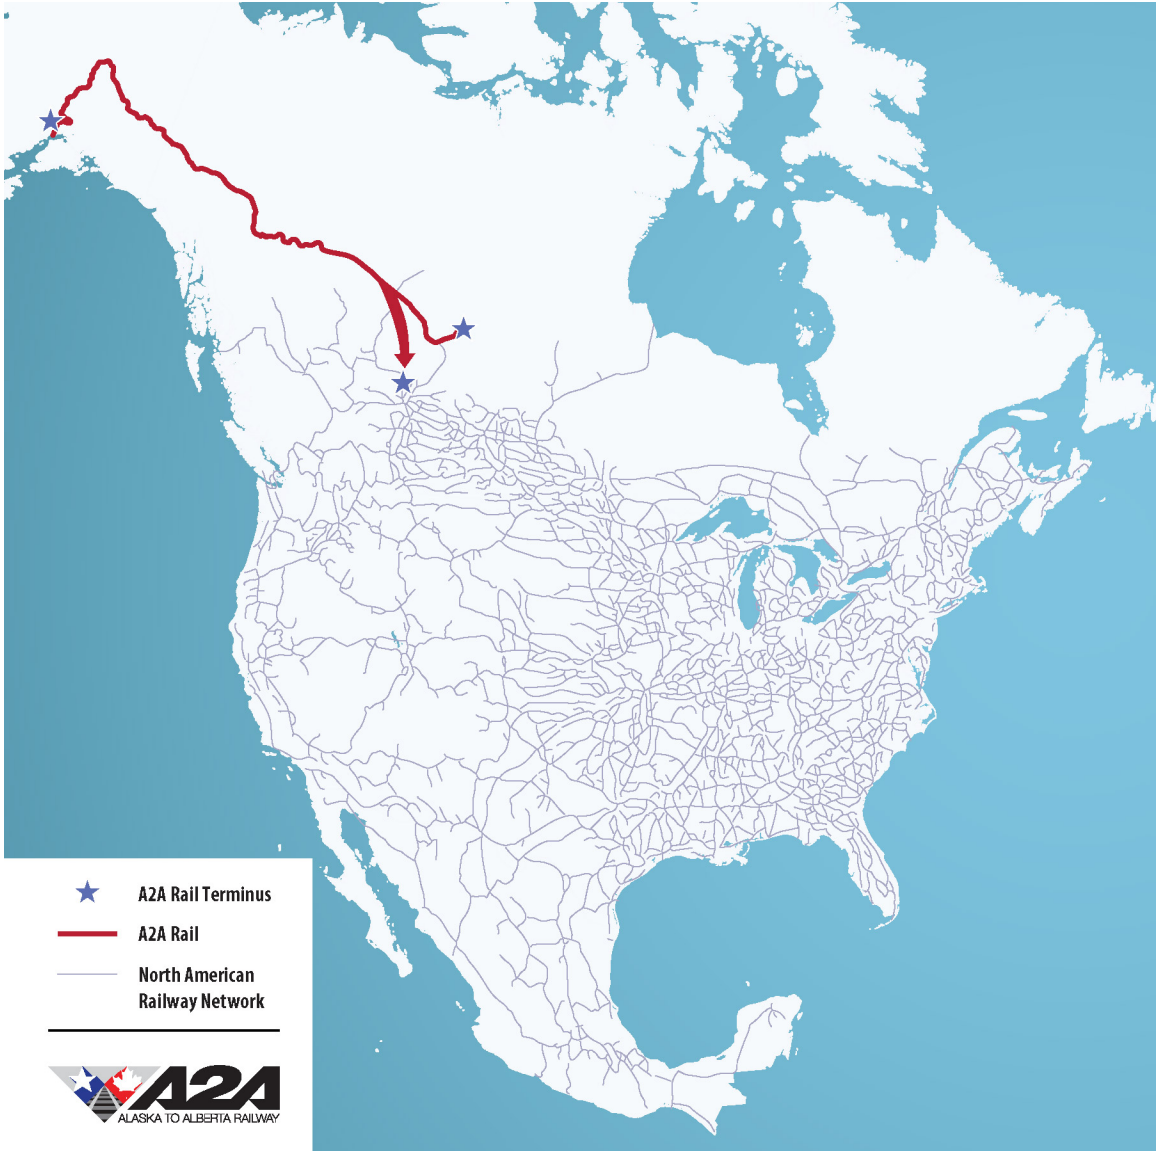 A2A Rail Terminus
A2A Rail
North American
Railway Network
A2A
ALASKA TO ALBERTA RAILWAY